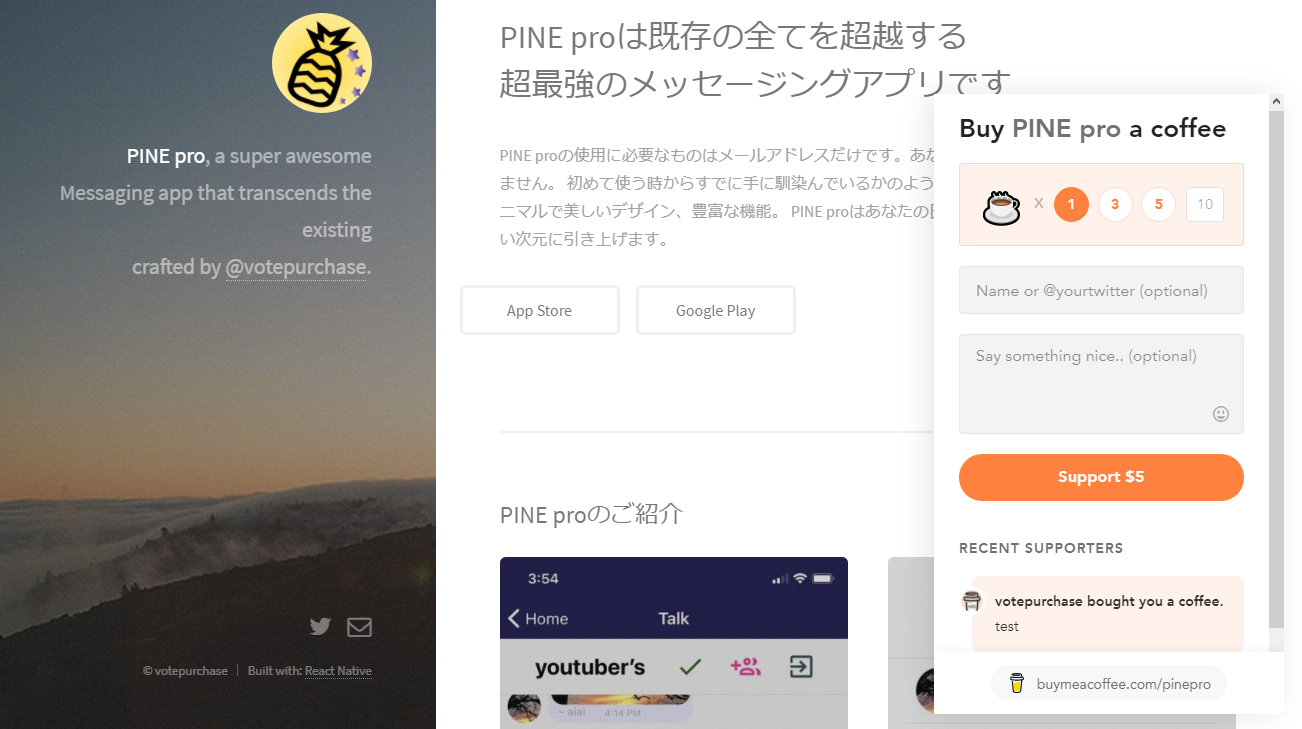 PINE pro, a super awesome
Messaging app that transcends the
existing
crafted by @votepurchase.
© votepurchase | Built with: React Native
PINE proは既存の全てを超越する
超最強のメッセージングアプリです
PINE proの使用に必要なものはメールアドレスだけです。あな
ません。 初めて使う時からすでに手に馴染んでいるかのよう
ニマルで美しいデザイン、豊富な機能。 PINE proはあなたの日
い次元に引き上げます。
App Store
Google Play
PINE proのご紹介
3:54
Home
Talk
youtuber's
~ aiai 4:14 PM
Buy PINE pro a coffee
X 1 3 5 10
Name or @yourtwitter (optional)
Say something nice.. (optional)
Support $5
RECENT SUPPORTERS
votepurchase bought you a coffee.
test
buymeacoffee.com/pinepro